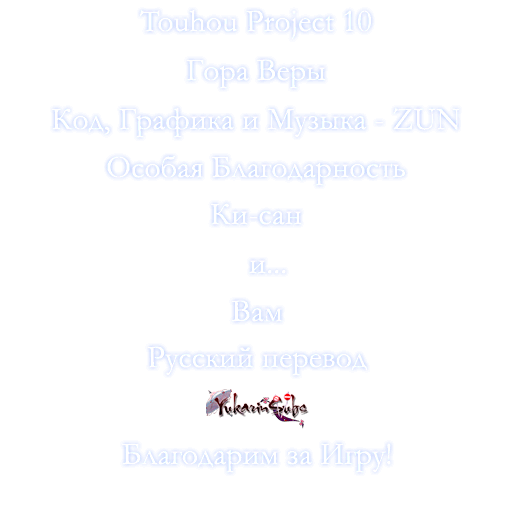 Touhou Project 10
Гора Веры
Код, Графика и Музыка - ZUN
Особая Благодарность
Ки-сан
и...
Вам
Русский перевод
YukarinSubs
Благодарим за Игру!